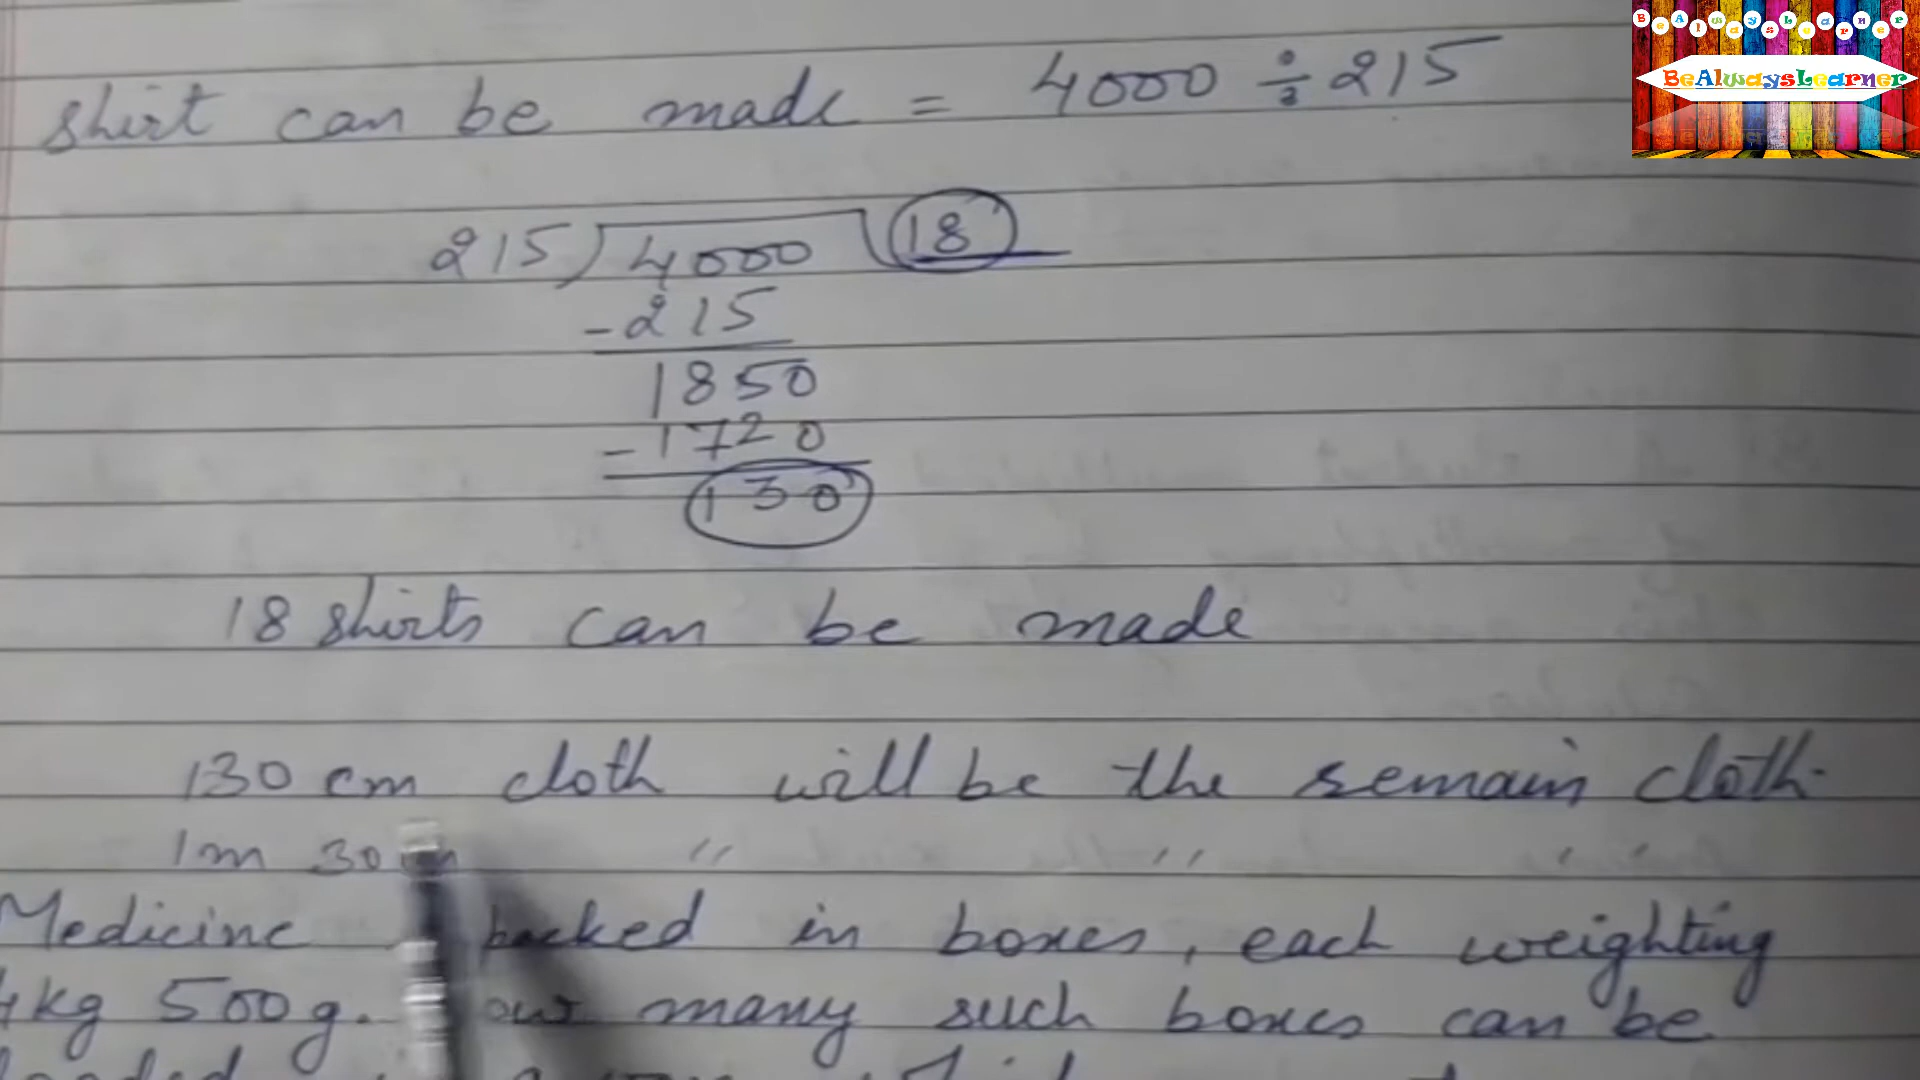 BeAlwaysLearner
BeAlwaysLearner
shirt can be made = 4000 ÷ 215
215 ) 4000 ( 18
- 215
1850
- 1720
130
18 shirts can be made
130 cm cloth will be the remain cloth.
1m 30 " " "
Medicine packed in boxes, each weighting
4kg 500g. many such boxes can be